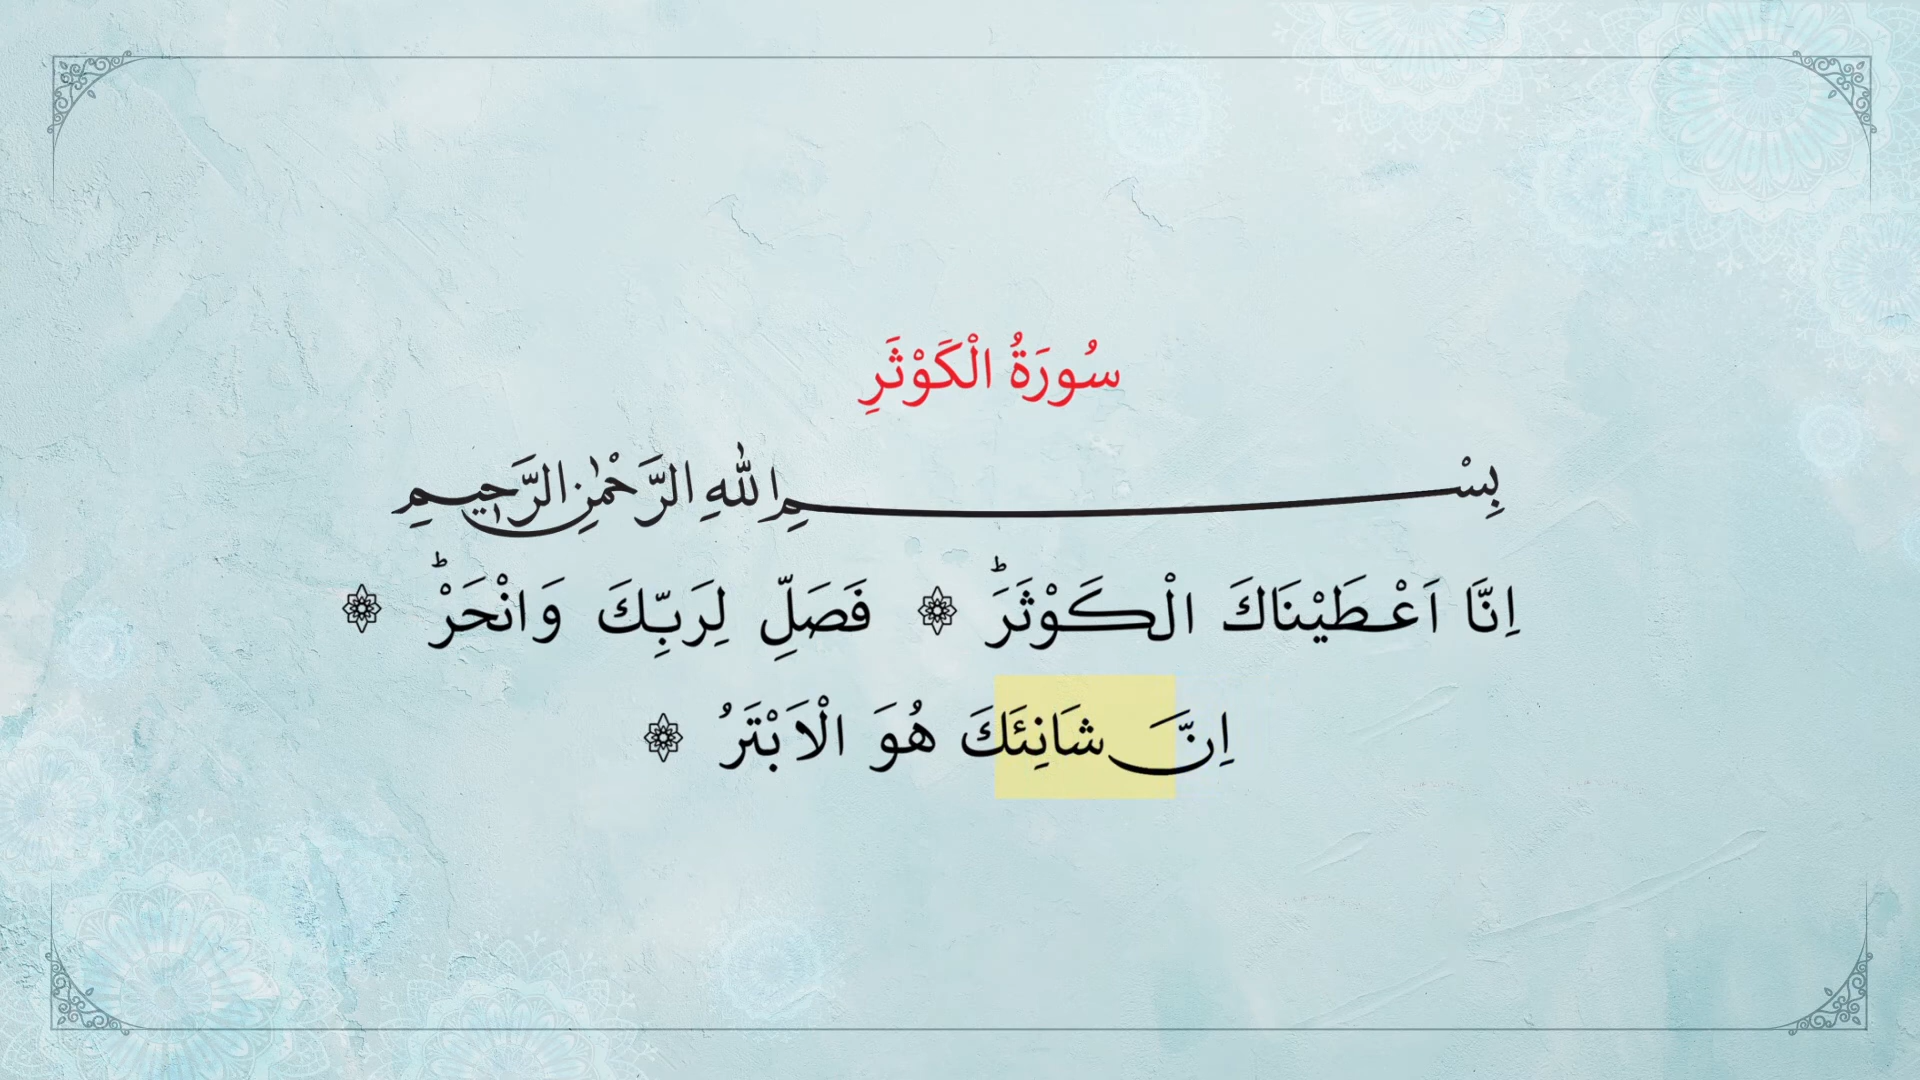 سُورَةُ الْكَوْثَرِ
بِسْمِ اللّٰهِ الرَّحْمٰنِ الرَّحِيمِ
اِنَّا اَعْطَيْنَاكَ الْكَوْثَرَۜ ۞ فَصَلِّ لِرَبِّكَ وَانْحَرْۜ ۞
اِنَّ شَانِئَكَ هُوَ الْاَبْتَرُ ۞